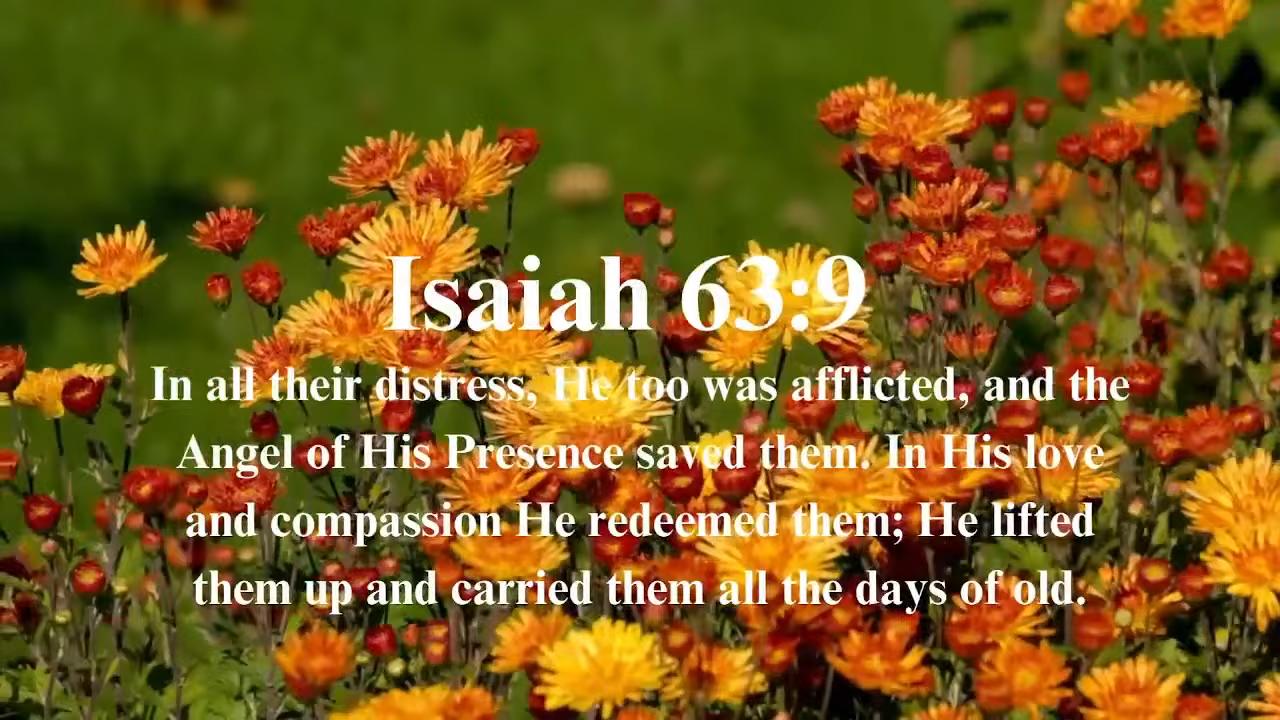 Isaiah 63:9
In all their distress, He too was afflicted, and the
Angel of His Presence saved them. In His love
and compassion He redeemed them; He lifted
them up and carried them all the days of old.